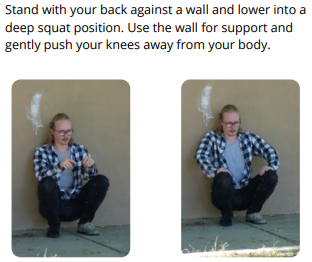 Stand with your back against a wall and lower into a
deep squat position. Use the wall for support and
gently push your knees away from your body.